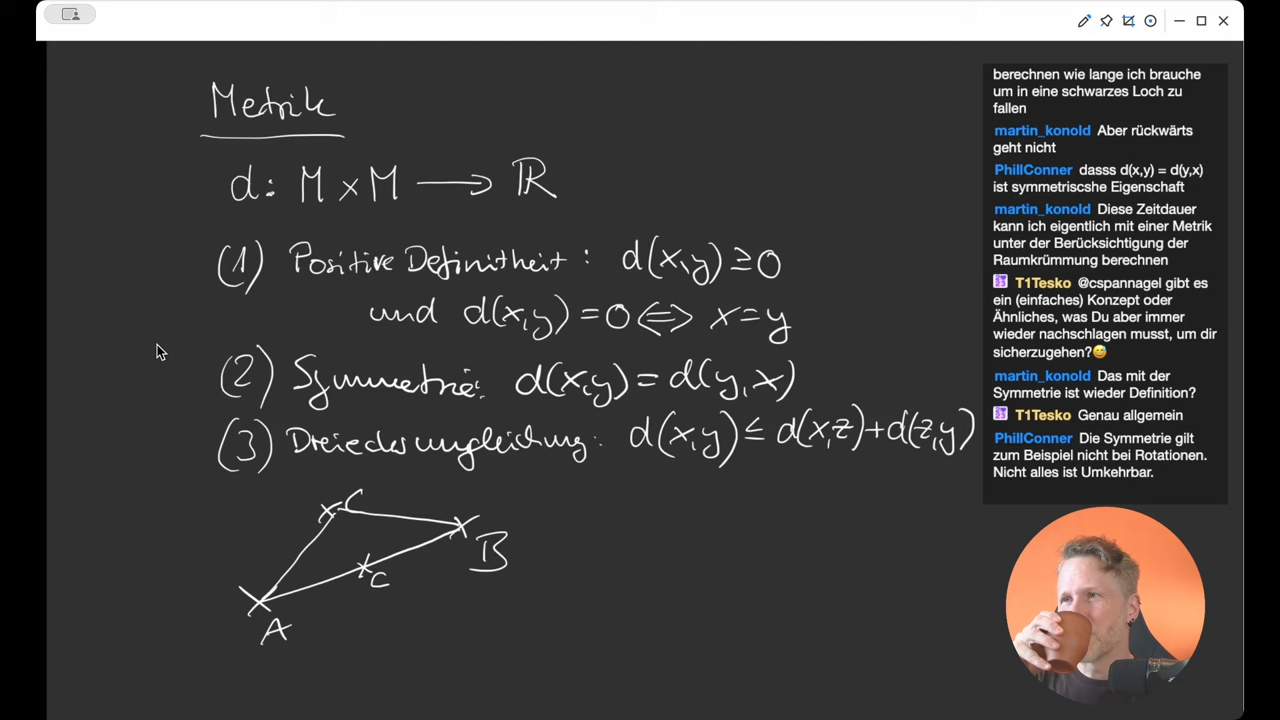 Metrik
d: M × M ⟶ ℝ
(1) Positive Definitheit: d(x,y) ≥ 0
und d(x,y) = 0 ⟺ x = y
(2) Symmetrie: d(x,y) = d(y,x)
(3) Dreiecksungleichung: d(x,y) ≤ d(x,z) + d(z,y)
C
B
C
A
berechnen wie lange ich brauche
um in eine schwarzes Loch zu
fallen
martin_konold Aber rückwärts
geht nicht
PhillConner dasss d(x,y) = d(y,x)
ist symmetriscshe Eigenschaft
martin_konold Diese Zeitdauer
kann ich eigentlich mit einer Metrik
unter der Berücksichtigung der
Raumkrümmung berechnen
T1Tesko @cspannagel gibt es
ein (einfaches) Konzept oder
Ähnliches, was Du aber immer
wieder nachschlagen musst, um dir
sicherzugehen?😅
martin_konold Das mit der
Symmetrie ist wieder Definition?
T1Tesko Genau allgemein
PhillConner Die Symmetrie gilt
zum Beispiel nicht bei Rotationen.
Nicht alles ist Umkehrbar.